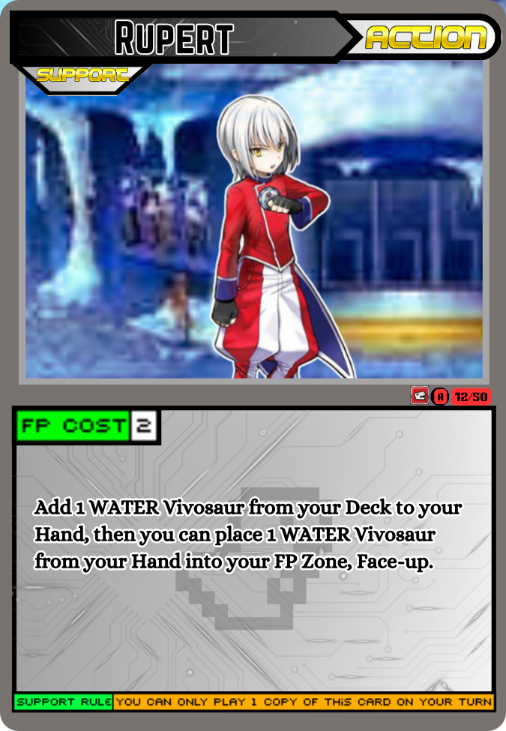 RUPERT
ACTION
SUPPORT
A 12/50
FP COST 2
Add 1 WATER Vivosaur from your Deck to your
Hand, then you can place 1 WATER Vivosaur
from your Hand into your FP Zone, Face-up.
SUPPORT RULE YOU CAN ONLY PLAY 1 COPY OF THIS CARD ON YOUR TURN